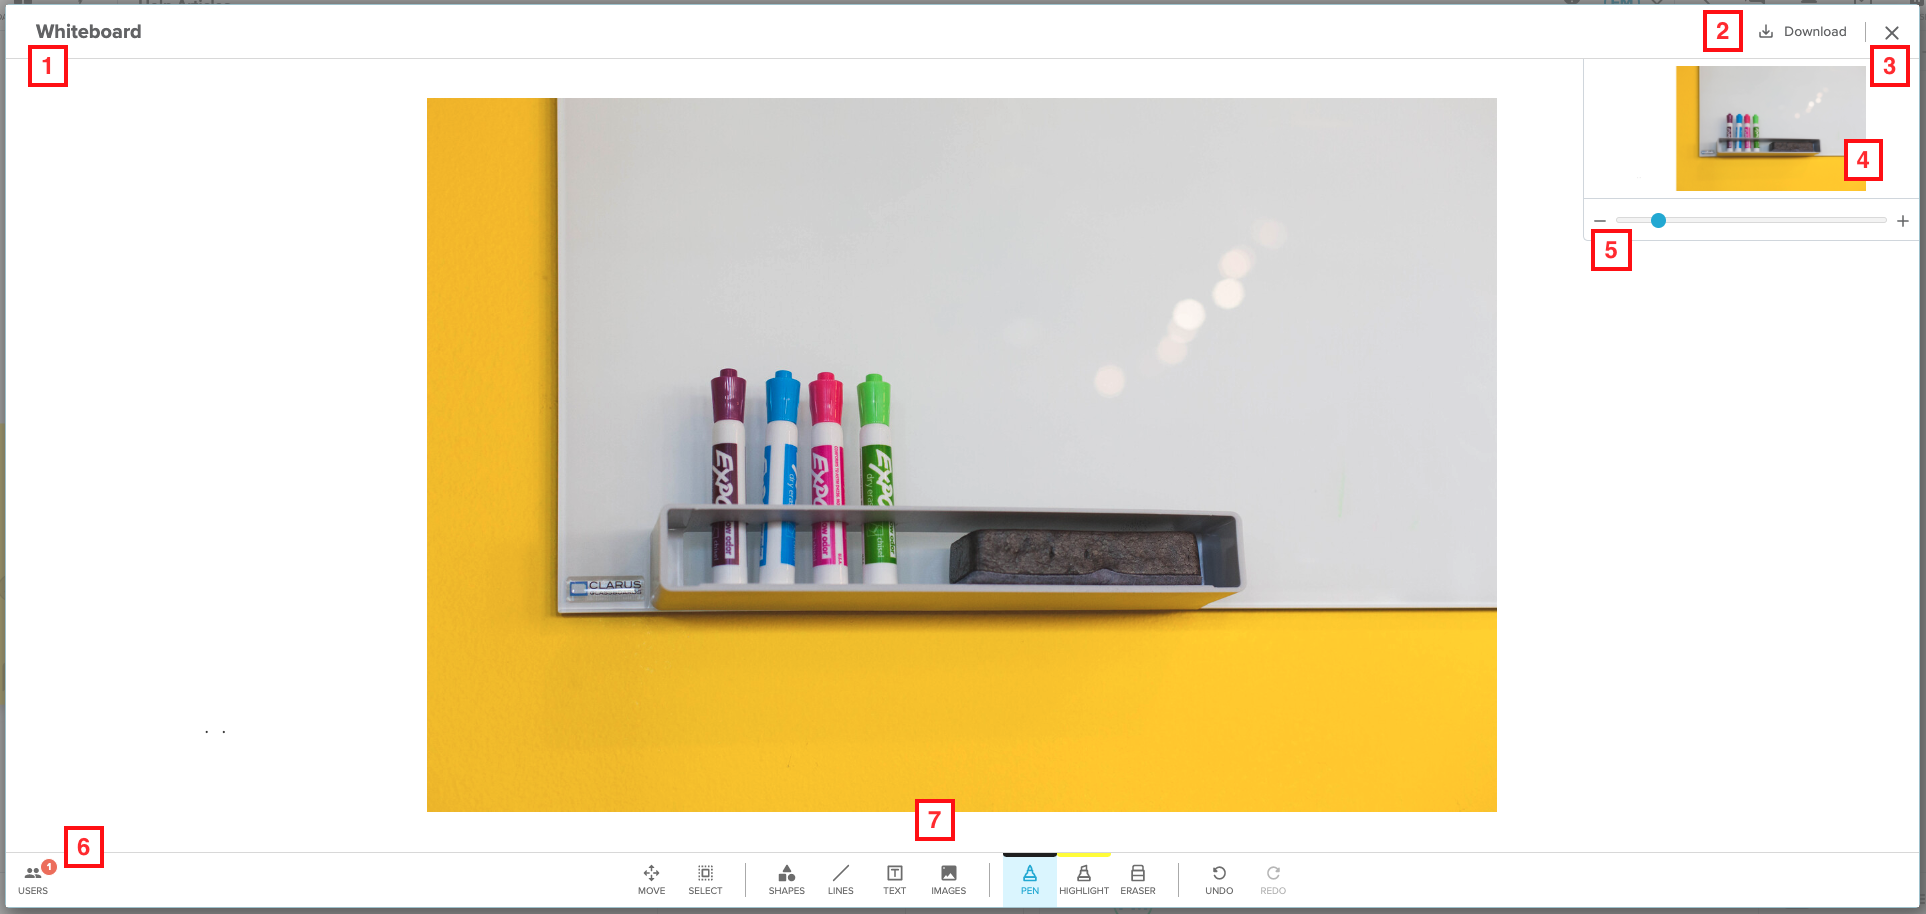 Whiteboard
1
2
Download
3
4
5
EXPO
EXPO
EXPO
CLARUS
GLASSBOARDS
7
6
1
USERS
MOVE
SELECT
SHAPES
LINES
TEXT
IMAGES
PEN
HIGHLIGHT
ERASER
UNDO
REDO